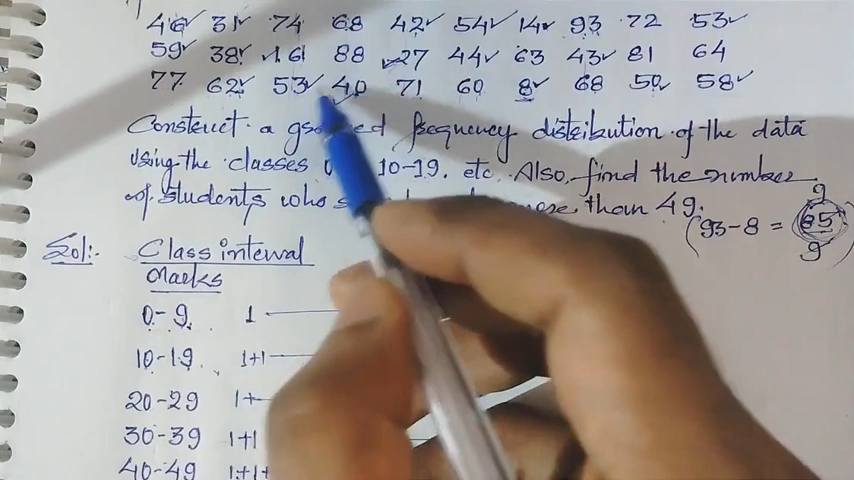 46✓ 31✓ 74 68 42✓ 54✓ 14✓ 93 72 53✓
59✓ 38✓ ✓16 88 ✓27 44✓ 63 43✓ 81 64
77 62✓ 53✓ 40 71 60 8✓ 68 50✓ 58✓
Construct a frequency distribution of the data
using the classes 10-19. etc. Also, find the number
of students who more than 49.
(93-8 = 85
9
9
Sol:- Class interval
Marks
0-9 1
10-19 1+1
20-29 1+
30-39 1+1
40-49 1+1+